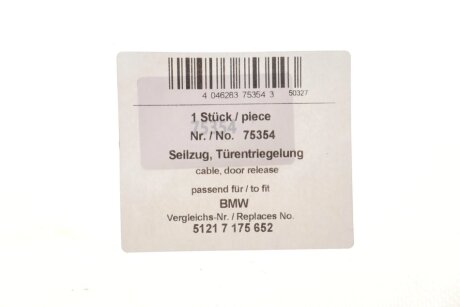 4 046283 75354 3 50327
1 Stück / piece
75354
Nr. / No. 75354
Seilzug, Türentriegelung
cable, door release
passend für / to fit
BMW
Vergleichs-Nr. / Replaces No.
5121 7 175 652